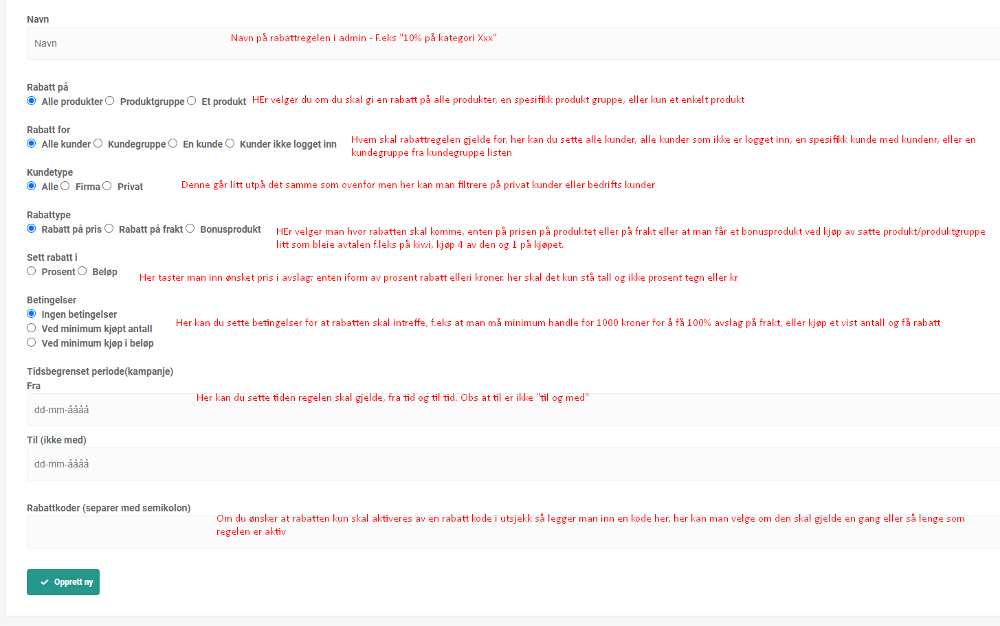 Navn
Navn på rabattregelen i admin - F.eks "10% på kategori Xxx"
Navn
Rabatt på
Alle produkter Produktgruppe Et produkt HEr velger du om du skal gi en rabatt på alle produkter, en spesifikk produkt gruppe, eller kun et enkelt produkt
Rabatt for
Alle kunder Kundegruppe En kunde Kunder ikke logget inn
Hvem skal rabattregelen gjelde for, her kan du sette alle kunder, alle kunder som ikke er logget inn, en spesifikk kunde med kundenr, eller en
kundegruppe fra kundegruppe listen
Kundetype
Alle Firma Privat Denne går litt utpå det samme som ovenfor men her kan man filtrere på privat kunder eller bedrifts kunder
Rabattype
Rabatt på pris Rabatt på frakt Bonusprodukt
HEr velger man hvor rabatten skal komme, enten på prisen på produktet eller på frakt eller at man får et bonusprodukt ved kjøp av satte produkt/produktgruppe
litt som bleie avtalen f.leks på kiwi, kjøp 4 av den og 1 på kjøpet.
Sett rabatt i
Prosent Beløp
Her taster man inn ønsket pris i avslag; enten iform av prosent rabatt elleri kroner. her skal det kun stå tall og ikke prosent tegn eller kr
Betingelser
Ingen betingelser
Her kan du sette betingelser for at rabatten skal intreffe, f.eks at man må minimum handle for 1000 kroner for å få 100% avslag på frakt, eller kjøp et vist antall og få rabatt
Ved minimum kjøpt antall
Ved minimum kjøp i beløp
Tidsbegrenset periode(kampanje)
Fra
Her kan du sette tiden regelen skal gjelde, fra tid og til tid. Obs at til er ikke "til og med"
dd-mm-åååå
Til (ikke med)
dd-mm-åååå
Rabattkoder (separer med semikolon)
Om du ønsker at rabatten kun skal aktiveres av en rabatt kode i utsjekk så legger man inn en kode her, her kan man velge om den skal gjelde en gang eller så lenge som
regelen er aktiv
Opprett ny